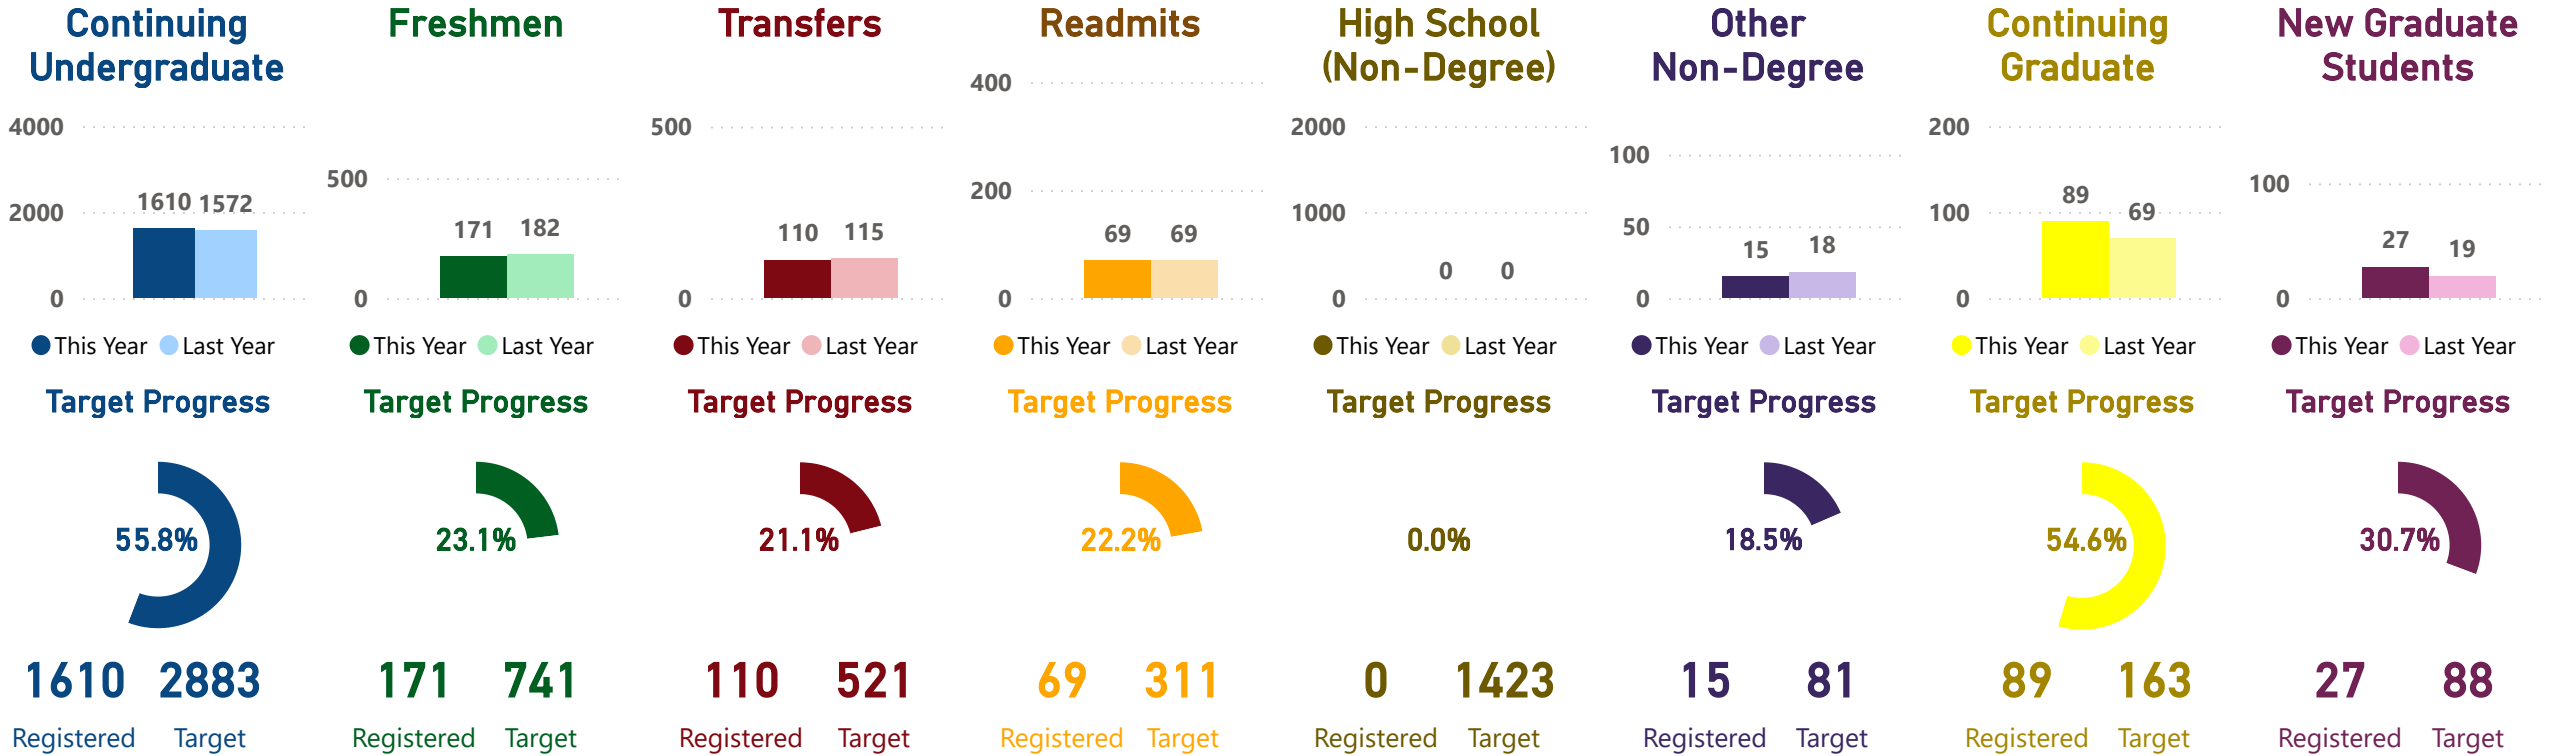 Continuing
Undergraduate
4000
2000
0
1610 1572
This Year Last Year
Target Progress
55.8%
1610 2883
Registered Target
Freshmen
500
0
171 182
This Year Last Year
Target Progress
23.1%
171 741
Registered Target
Transfers
500
0
110 115
This Year Last Year
Target Progress
21.1%
110 521
Registered Target
Readmits
400
200
0
69 69
This Year Last Year
Target Progress
22.2%
69 311
Registered Target
High School
(Non-Degree)
2000
1000
0
0 0
This Year Last Year
Target Progress
0.0%
0 1423
Registered Target
Other
Non-Degree
100
50
0
15 18
This Year Last Year
Target Progress
18.5%
15 81
Registered Target
Continuing
Graduate
200
100
0
89 69
This Year Last Year
Target Progress
54.6%
89 163
Registered Target
New Graduate
Students
100
0
27 19
This Year Last Year
Target Progress
30.7%
27 88
Registered Target